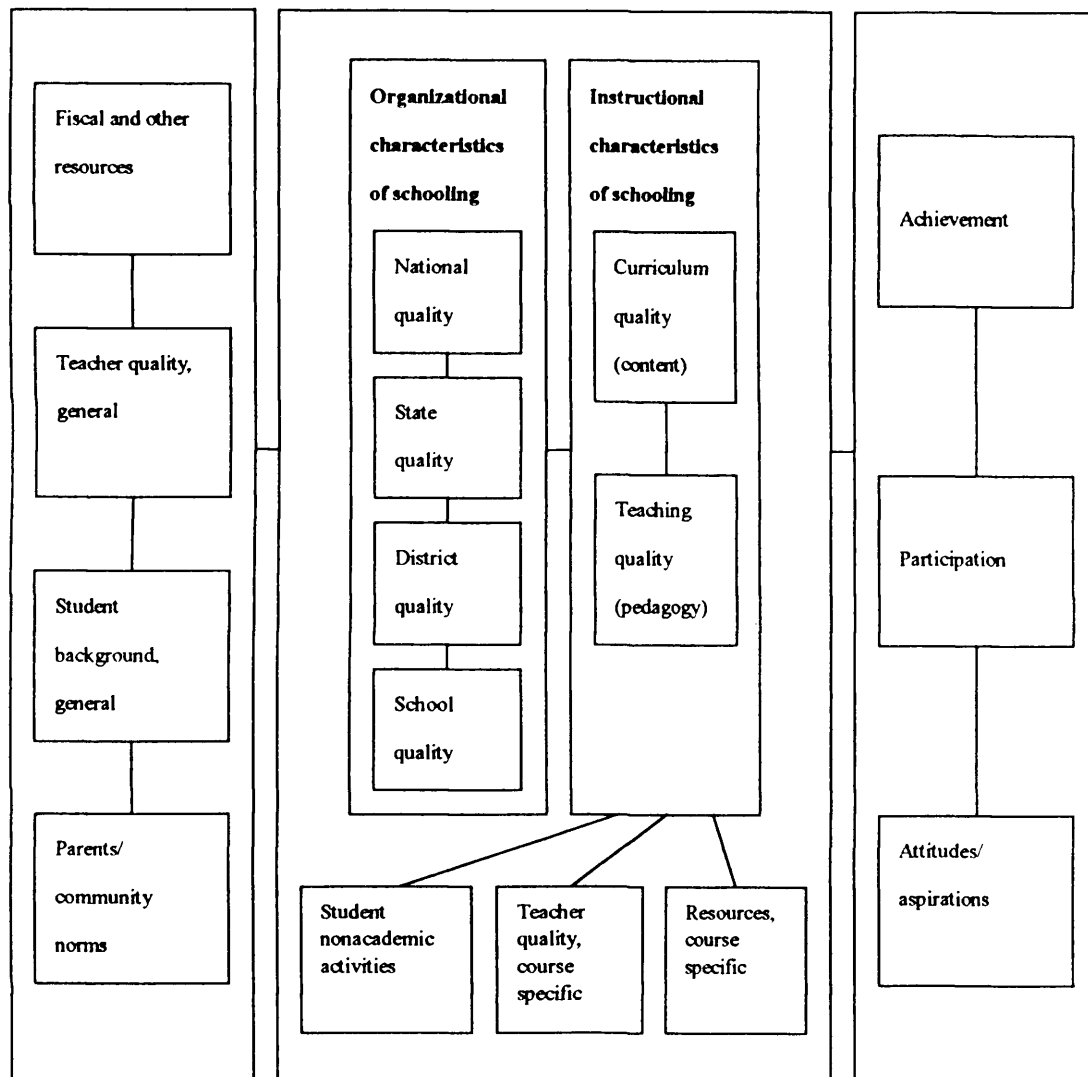 Fiscal and other
resources
Teacher quality,
general
Student
background,
general
Parents/
community
norms
Organizational
characteristics
of schooling
National
quality
State
quality
District
quality
School
quality
Instructional
characteristics
of schooling
Curriculum
quality
(content)
Teaching
quality
(pedagogy)
Student
nonacademic
activities
Teacher
quality,
course
specific
Resources,
course
specific
Achievement
Participation
Attitudes/
aspirations